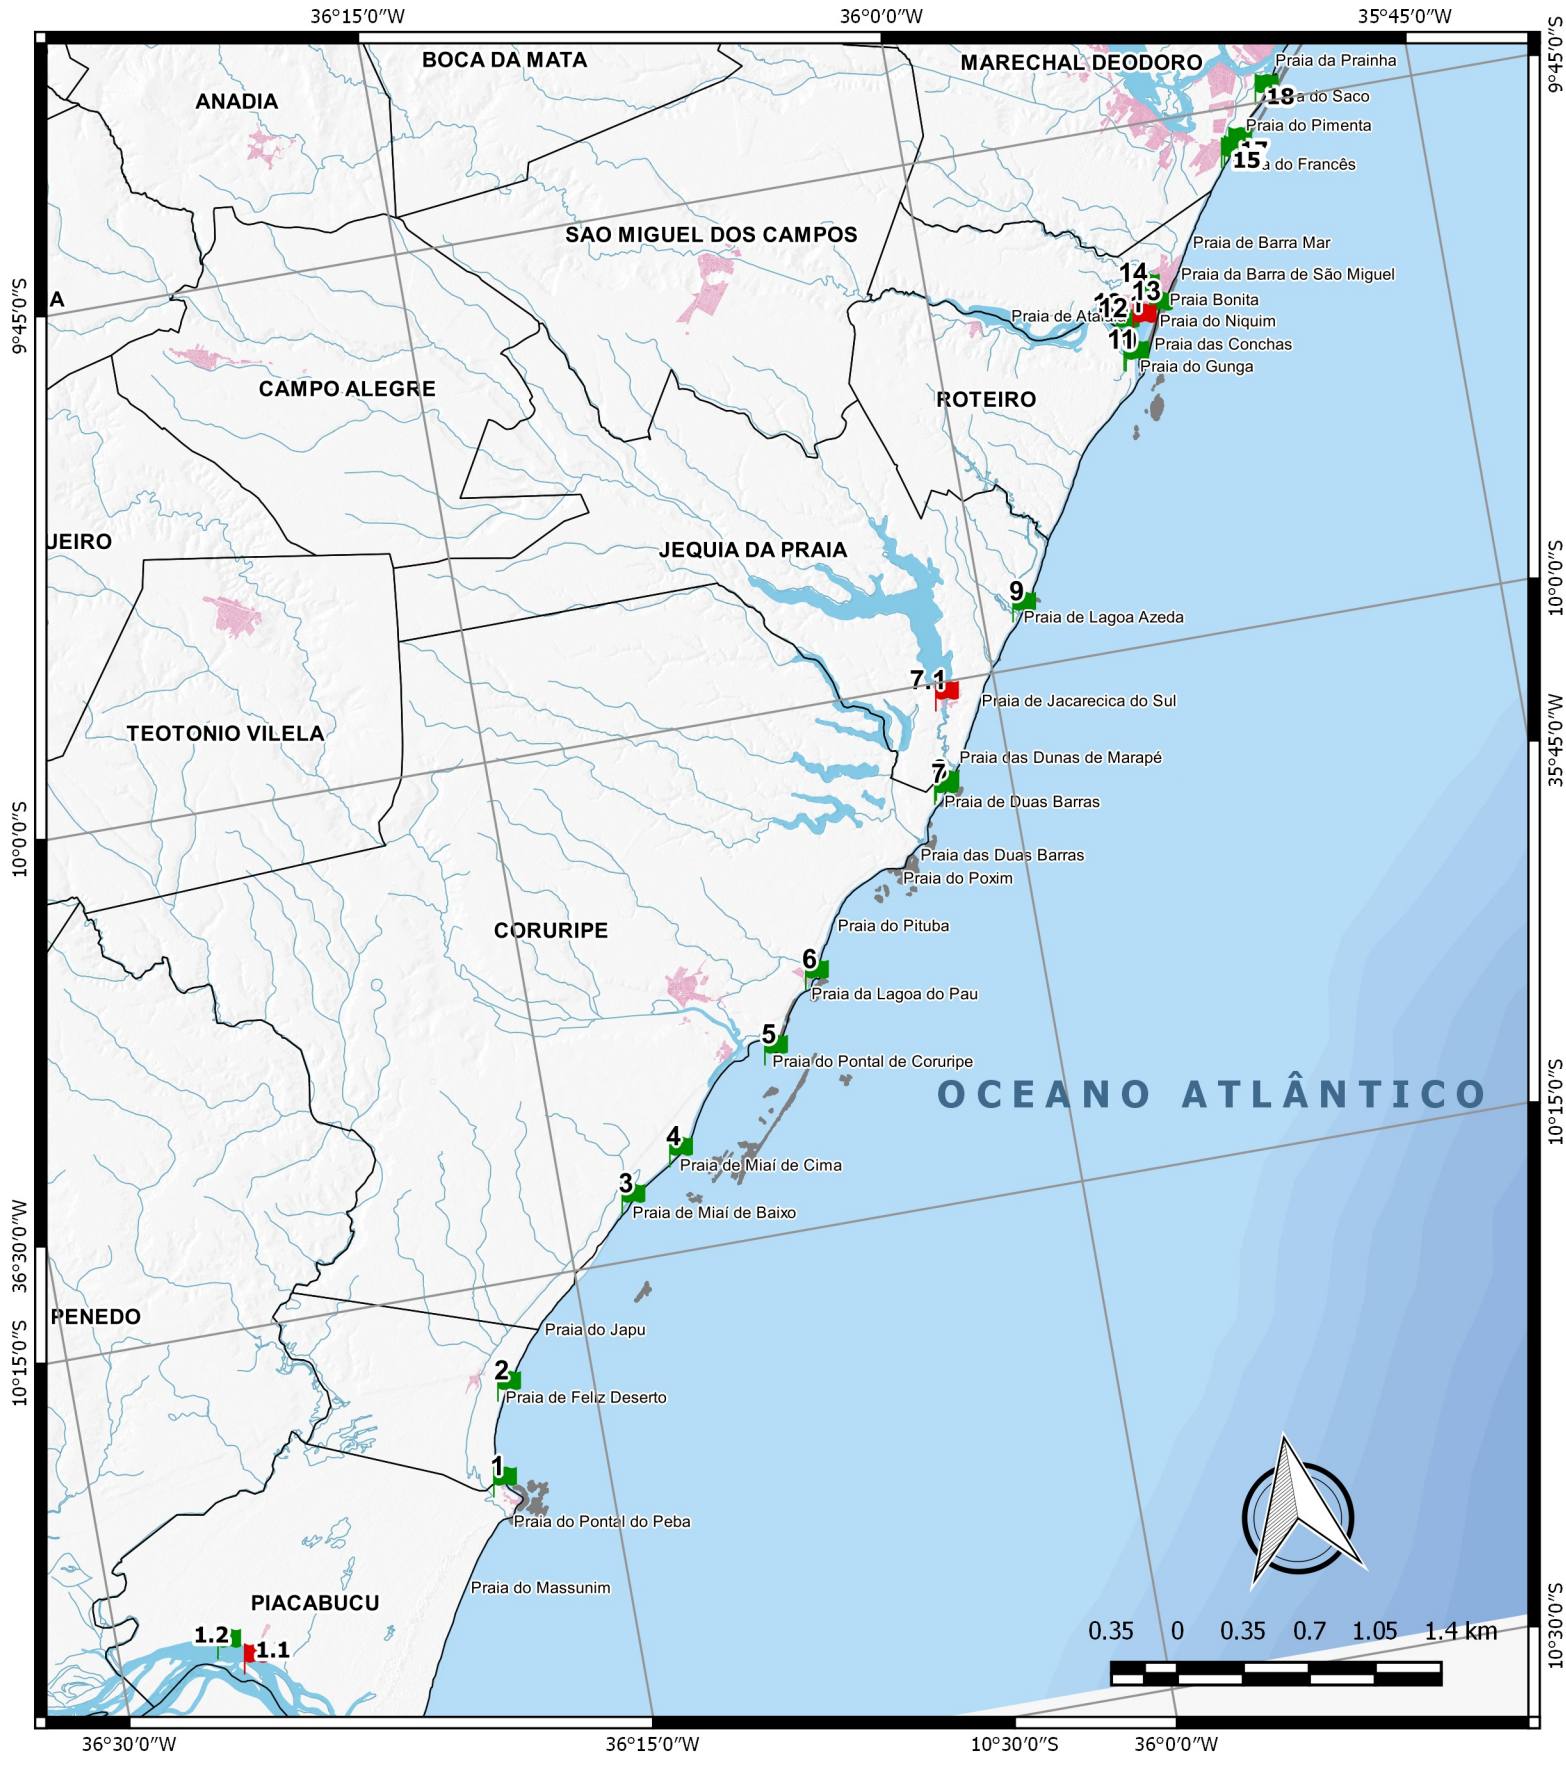 36°15'0"W
36°0'0"W
35°45'0"W
9°45'0"S
BOCA DA MATA
MARECHAL DEODORO
Praia da Prainha
ANADIA
18
a do Saco
Praia do Pimenta
15
a do Francês
SAO MIGUEL DOS CAMPOS
Praia de Barra Mar
14
Praia da Barra de São Miguel
13
A
Praia Bonita
9°45'0"S
12
Praia de Atalaia
Praia do Niquim
11
Praia das Conchas
Praia do Gunga
CAMPO ALEGRE
ROTEIRO
UEIRO
JEQUIA DA PRAIA
10°0'0"S
9
Praia de Lagoa Azeda
7.1
Praia de Jacarecica do Sul
TEOTONIO VILELA
35°45'0"W
Praia das Dunas de Marapé
7
Praia de Duas Barras
10°0'0"S
Praia das Duas Barras
Praia do Poxim
CORURIPE
Praia do Pituba
6
Praia da Lagoa do Pau
5
Praia do Pontal de Coruripe
OCEANO ATLÂNTICO
10°15'0"S
4
Praia de Miaí de Cima
3
Praia de Miaí de Baixo
36°30'0"W
PENEDO
Praia do Japu
10°15'0"S
2
Praia de Feliz Deserto
1
Praia do Pontal do Peba
Praia do Massunim
PIACABUCU
1.2
1.1
0.35 0 0.35 0.7 1.05 1.4 km
10°30'0"S
36°30'0"W
36°15'0"W
10°30'0"S
36°0'0"W